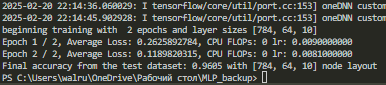 2025-02-20 22:14:36.060029: I tensorflow/core/util/port.cc:153] oneDNN custom
2025-02-20 22:14:45.902928: I tensorflow/core/util/port.cc:153] oneDNN custom
beginning training with  2 epochs and layer sizes [784, 64, 10]
Epoch 1 / 2, Average Loss: 0.2625892784, CPU FLOPs: 0 lr: 0.0090000000
Epoch 2 / 2, Average Loss: 0.1189820315, CPU FLOPs: 0 lr: 0.0081000000
Final accuracy from the test dataset: 0.9605 with [784, 64, 10] node layout
PS C:\Users\walru\OneDrive\Рабочий стол\MLP_backup>